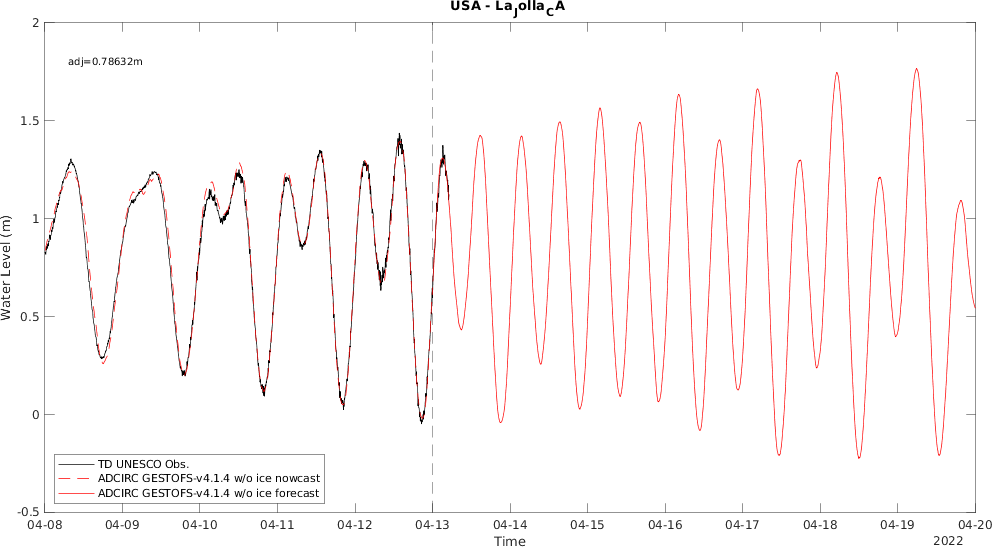 USA - LaJollaCA
adj=0.78632m
2
1.5
1
0.5
0
-0.5
Water Level (m)
TD UNESCO Obs.
ADCIRC GESTOFS-v4.1.4 w/o ice nowcast
ADCIRC GESTOFS-v4.1.4 w/o ice forecast
04-08 04-09 04-10 04-11 04-12 04-13 04-14 04-15 04-16 04-17 04-18 04-19 04-20
Time
2022